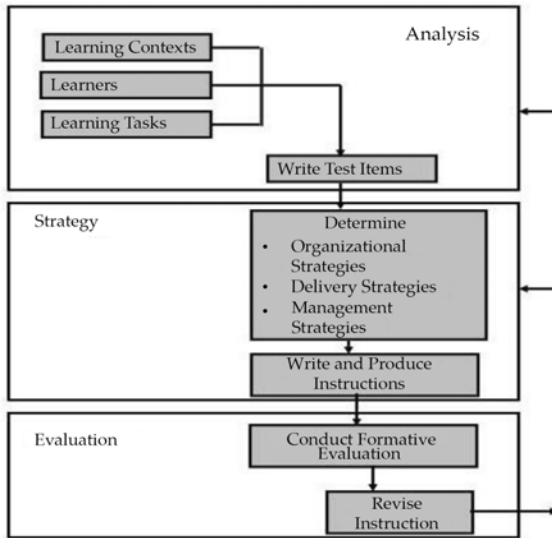 Analysis
Learning Contexts
Learners
Learning Tasks
Write Test Items
Strategy
Determine
• Organizational
Strategies
• Delivery Strategies
• Management
Strategies
Write and Produce
Instructions
Evaluation
Conduct Formative
Evaluation
Revise
Instruction